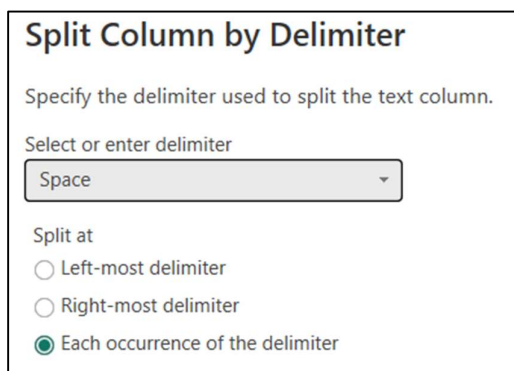 Split Column by Delimiter
Specify the delimiter used to split the text column.
Select or enter delimiter
Space
Split at
Left-most delimiter
Right-most delimiter
Each occurrence of the delimiter